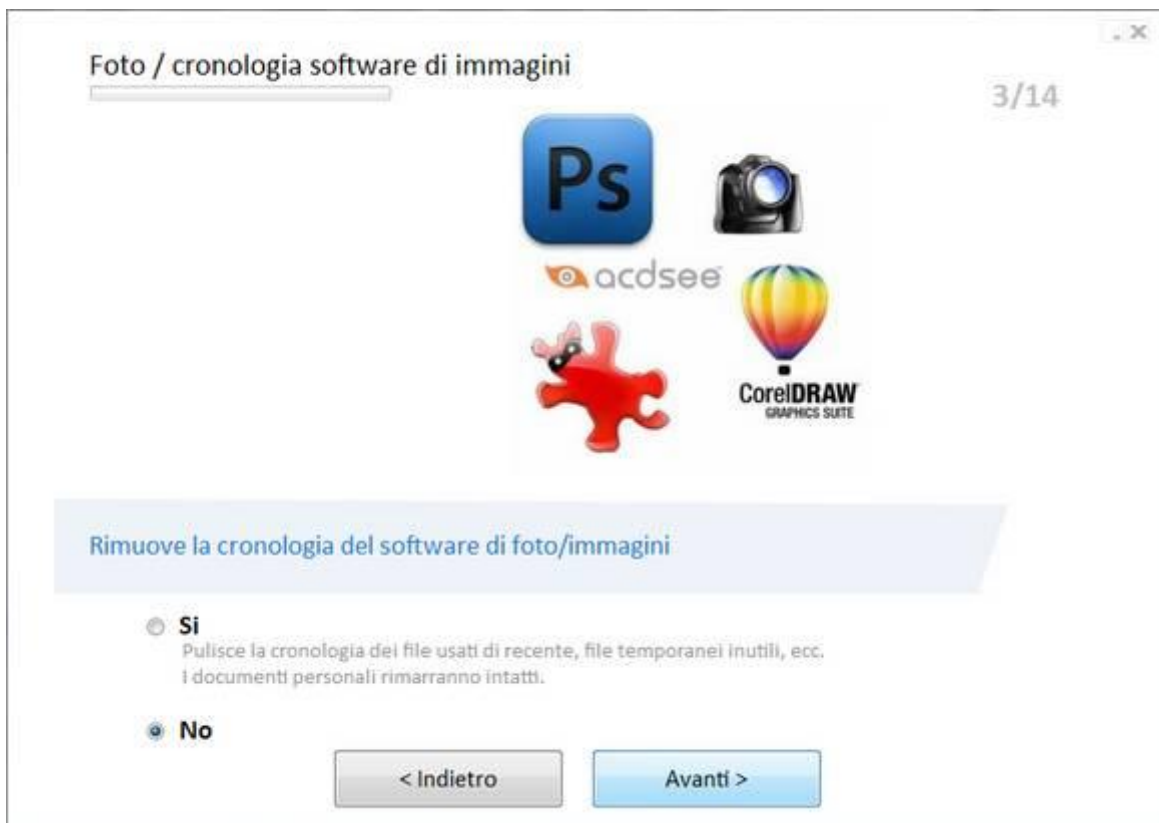 Foto / cronologia software di immagini
3/14
Ps
acdsee
CorelDRAW
GRAPHICS SUITE
Rimuove la cronologia del software di foto/immagini
Si
Pulisce la cronologia dei file usati di recente, file temporanei inutili, ecc.
I documenti personali rimarranno intatti.
No
< Indietro
Avanti >